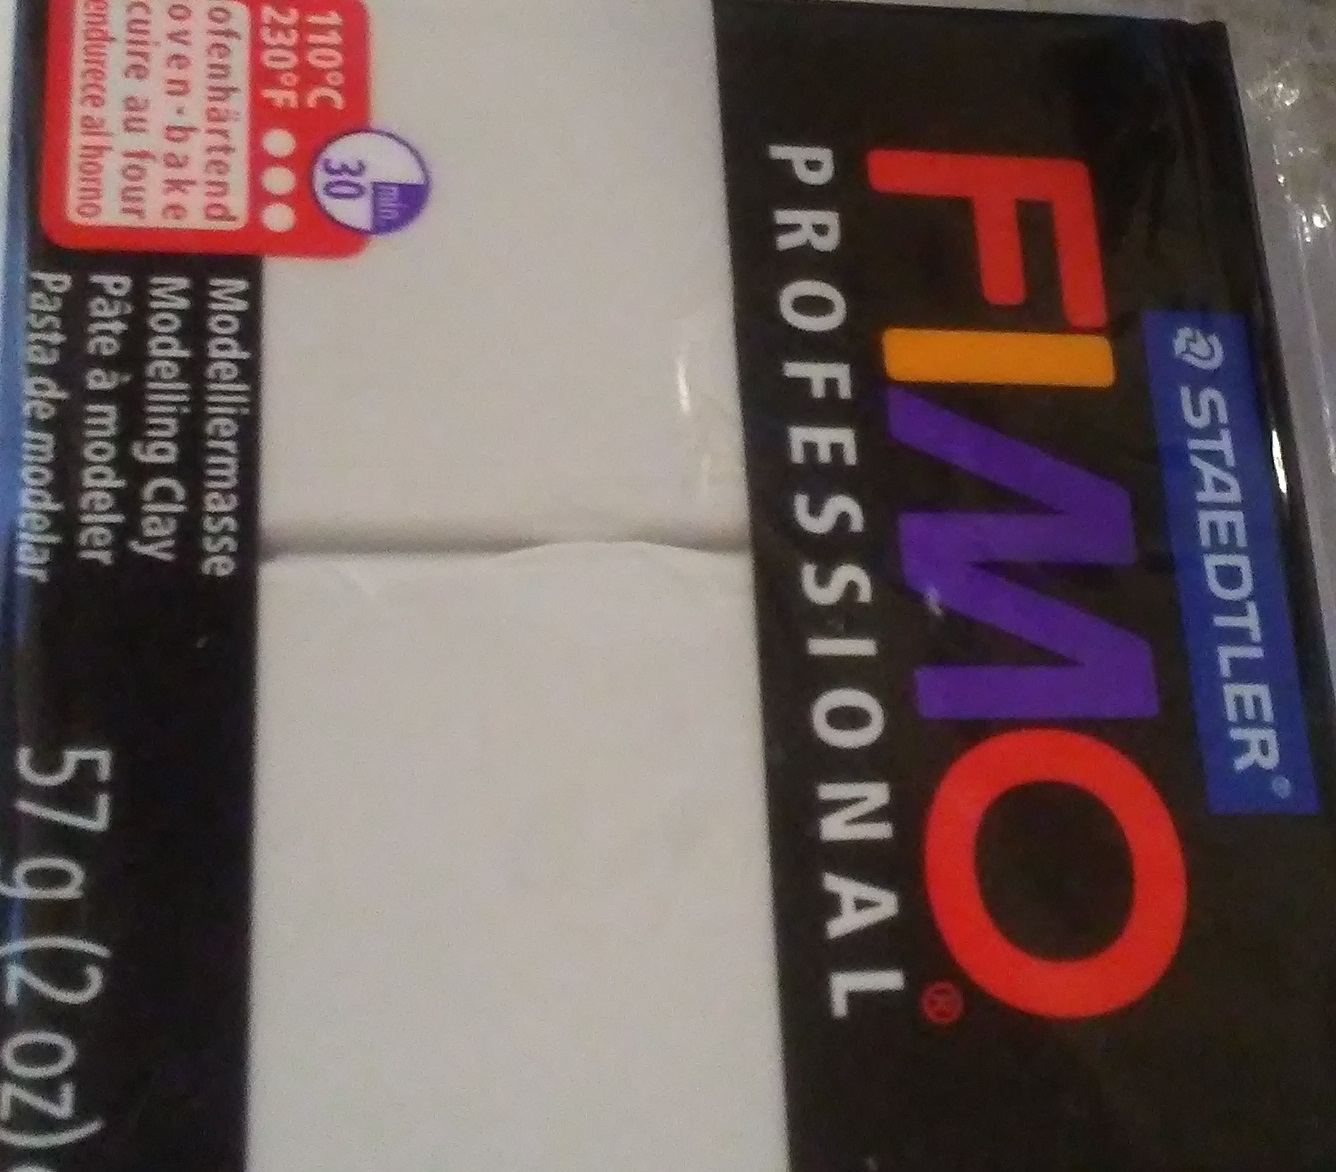 STAEDTLER®
FIMO®
PROFESSIONAL
110°C
230°F
30 min
ofenhärtend
oven-bake
cuire au four
endurece al horno
Modelliermasse
Modelling Clay
Pâte à modeler
Pasta de modelar
57 g (2 oz)